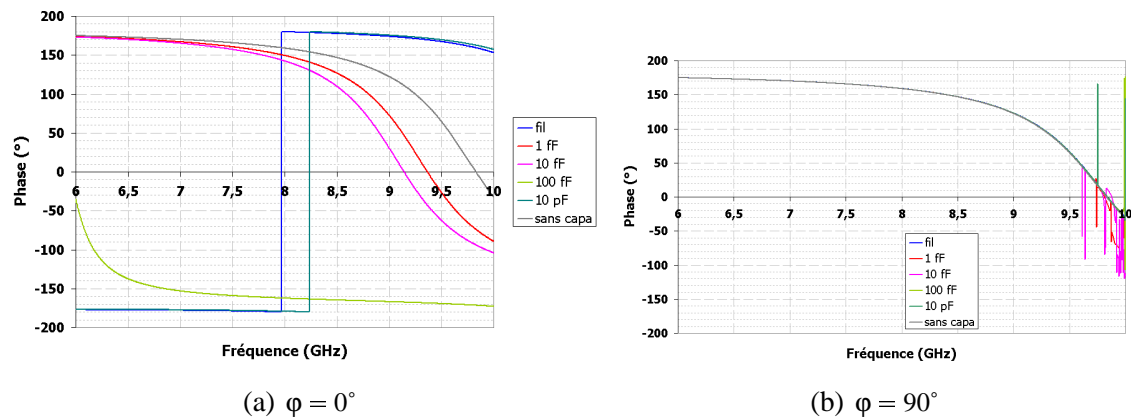 200
150
100
50
0
-50
-100
-150
-200
Phase (°)
6
6,5
7
7,5
8
8,5
9
9,5
10
Fréquence (GHz)
fil
1 fF
10 fF
100 fF
10 pF
sans capa
(a) φ = 0°
200
150
100
50
0
-50
-100
-150
-200
Phase (°)
6
6,5
7
7,5
8
8,5
9
9,5
10
fil
1 fF
10 fF
100 fF
10 pF
sans capa
Fréquence (GHz)
(b) φ = 90°